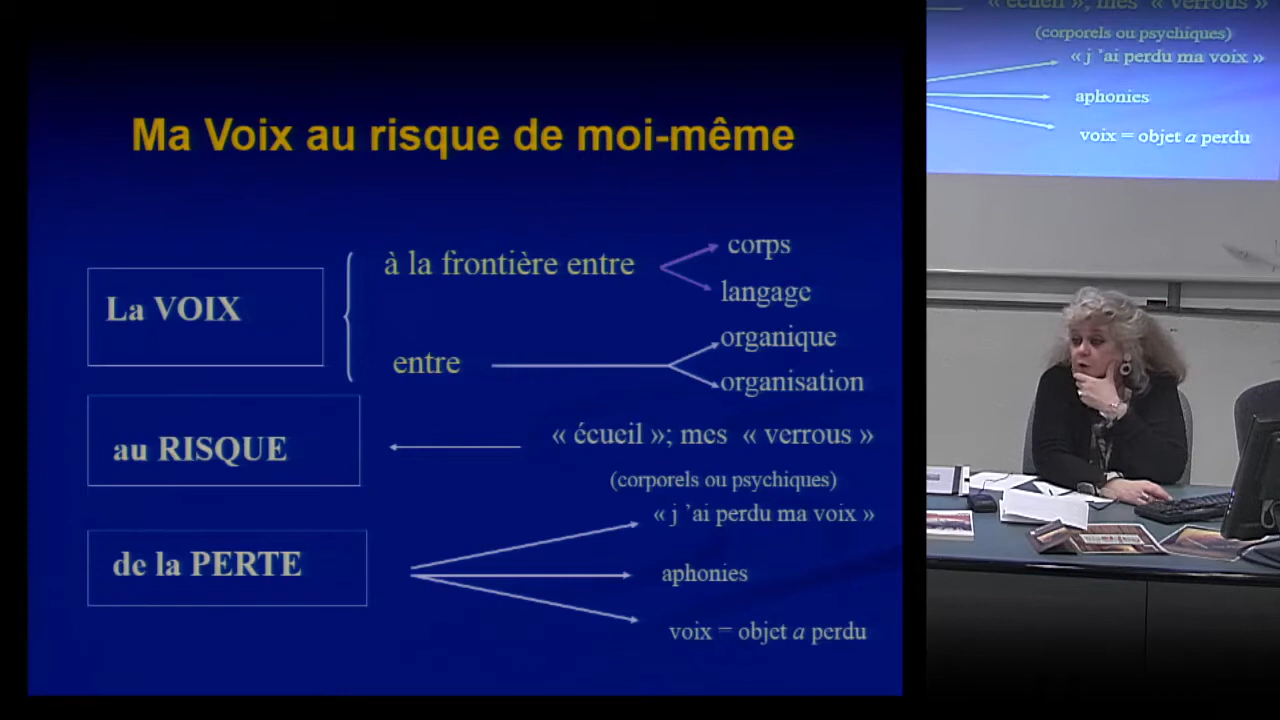 Ma Voix au risque de moi-même
La VOIX
à la frontière entre
corps
langage
entre
organique
organisation
au RISQUE
« écueil »; mes « verrous »
(corporels ou psychiques)
de la PERTE
« j ’ai perdu ma voix »
aphonies
voix = objet a perdu
« écueil »; mes « verrous »
(corporels ou psychiques)
« j ’ai perdu ma voix »
aphonies
voix = objet a perdu